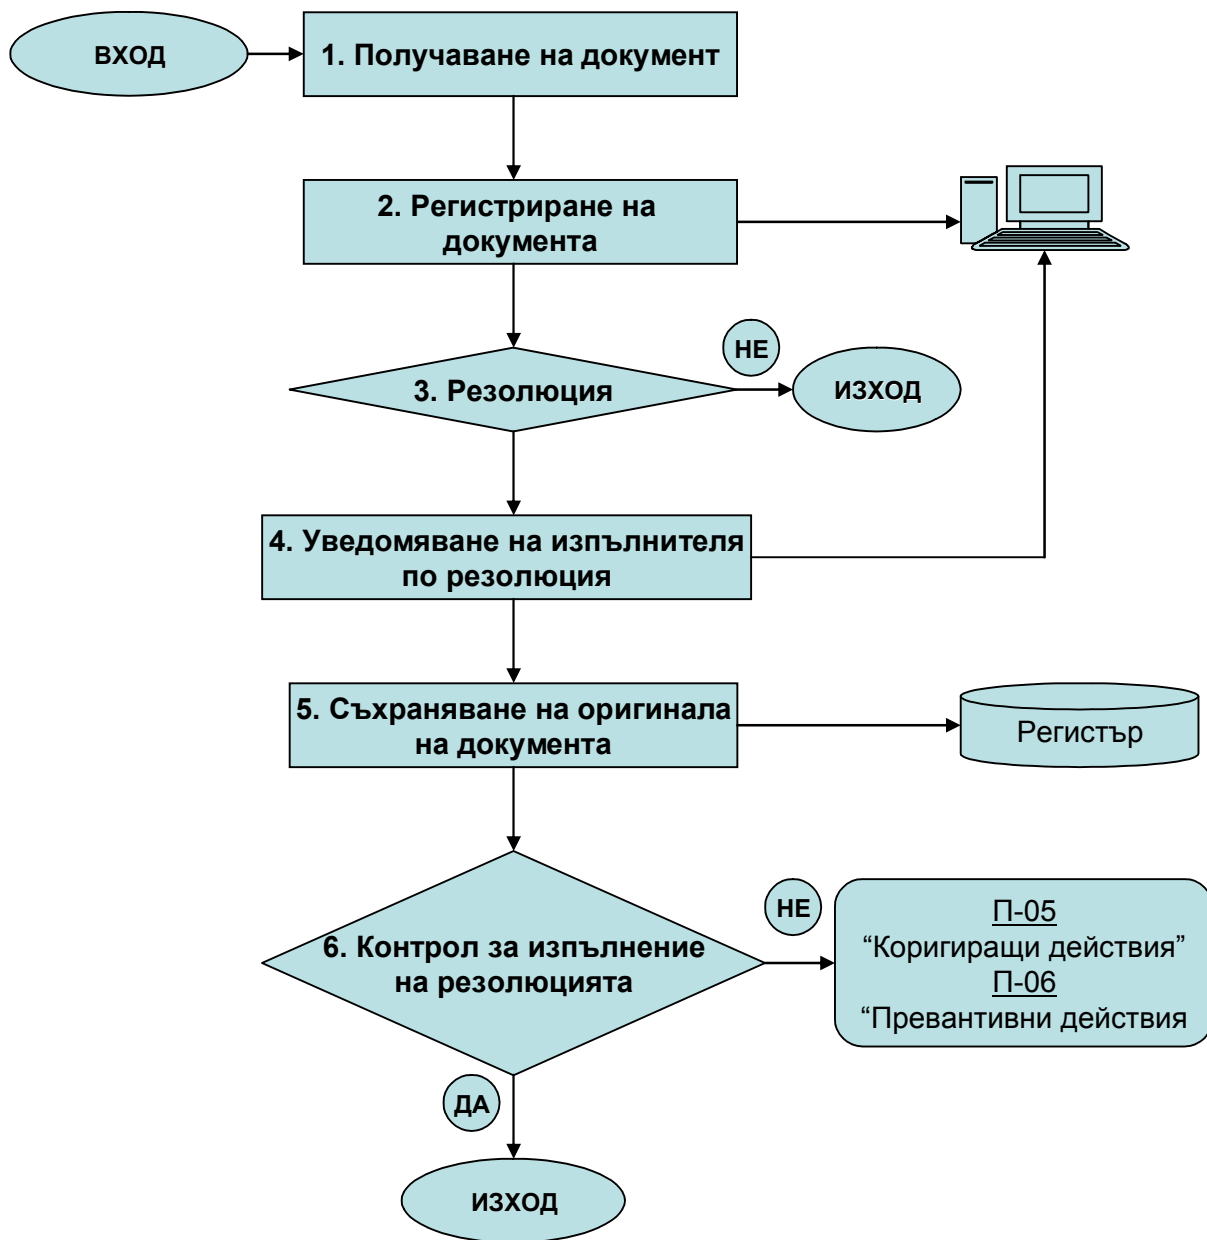 ВХОД
1. Получаване на документ
2. Регистриране на
документа
НЕ
3. Резолюция
ИЗХОД
4. Уведомяване на изпълнителя
по резолюция
5. Съхраняване на оригинала
на документа
Регистър
НЕ
6. Контрол за изпълнение
на резолюцията
П-05
“Коригиращи действия”
П-06
“Превантивни действия
ДА
ИЗХОД